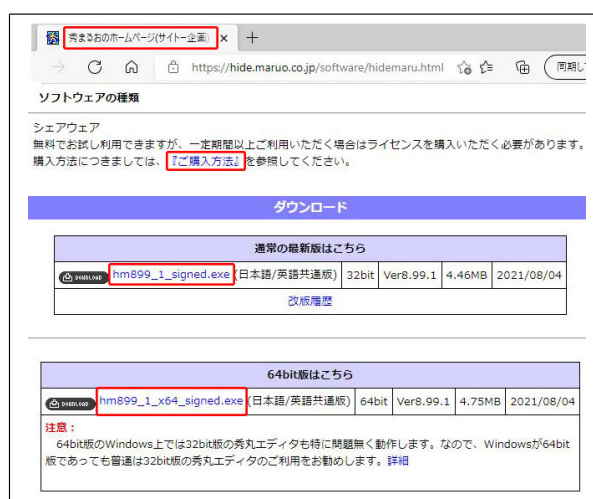 秀まるおのホームページ(サイトー企画)
https://hide.maruo.co.jp/software/hidemaru.html
同期し
ソフトウェアの種類
シェアウェア
無料でお試し利用できますが、一定期間以上ご利用いただく場合はライセンスを購入いただく必要があります。
購入方法につきましては、『ご購入方法』を参照してください。
ダウンロード
通常の最新版はこちら
DOWNLOAD hm899_1_signed.exe (日本語/英語共通版) 32bit Ver8.99.1 4.46MB 2021/08/04
改版履歴
64bit版はこちら
DOWNLOAD hm899_1_x64_signed.exe (日本語/英語共通版) 64bit Ver8.99.1 4.75MB 2021/08/04
注意：
64bit版のWindows上では32bit版の秀丸エディタも特に問題無く動作します。なので、Windowsが64bit
版であっても普通は32bit版の秀丸エディタのご利用をお勧めします。詳細